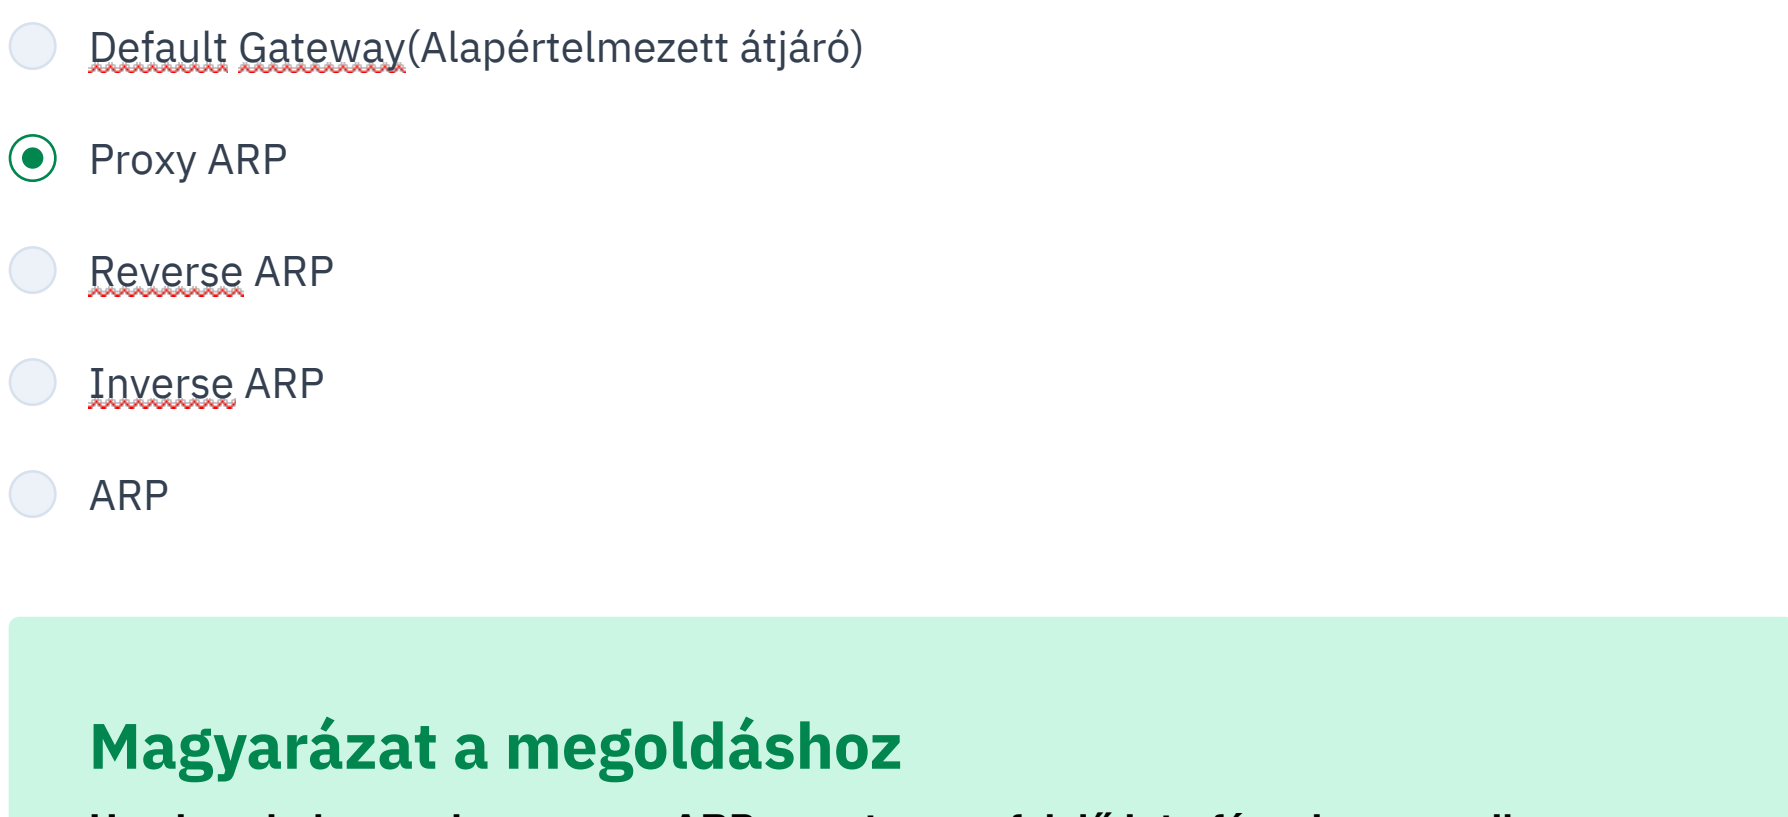 Default Gateway(Alapértelmezett átjáró)
Proxy ARP
Reverse ARP
Inverse ARP
ARP
Magyarázat a megoldáshoz